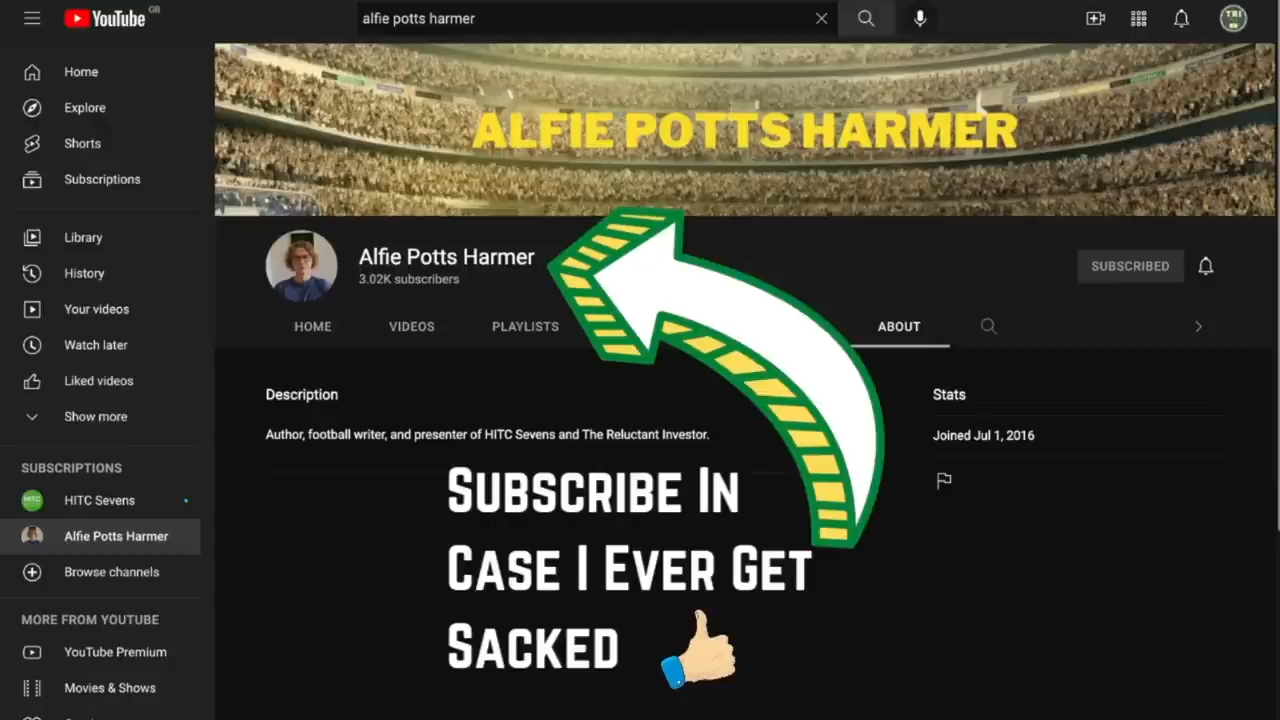 YouTube GB
alfie potts harmer
TRI
Home
Explore
Shorts
Subscriptions
Library
History
Your videos
Watch later
Liked videos
Show more
SUBSCRIPTIONS
HITC HITC Sevens
Alfie Potts Harmer
Browse channels
MORE FROM YOUTUBE
YouTube Premium
Movies & Shows
ALFIE POTTS HARMER
Alfie Potts Harmer
3.02K subscribers
SUBSCRIBED
HOME VIDEOS PLAYLISTS ABOUT
Description
Author, football writer, and presenter of HITC Sevens and The Reluctant Investor.
Stats
Joined Jul 1, 2016
SUBSCRIBE IN
CASE I EVER GET
SACKED